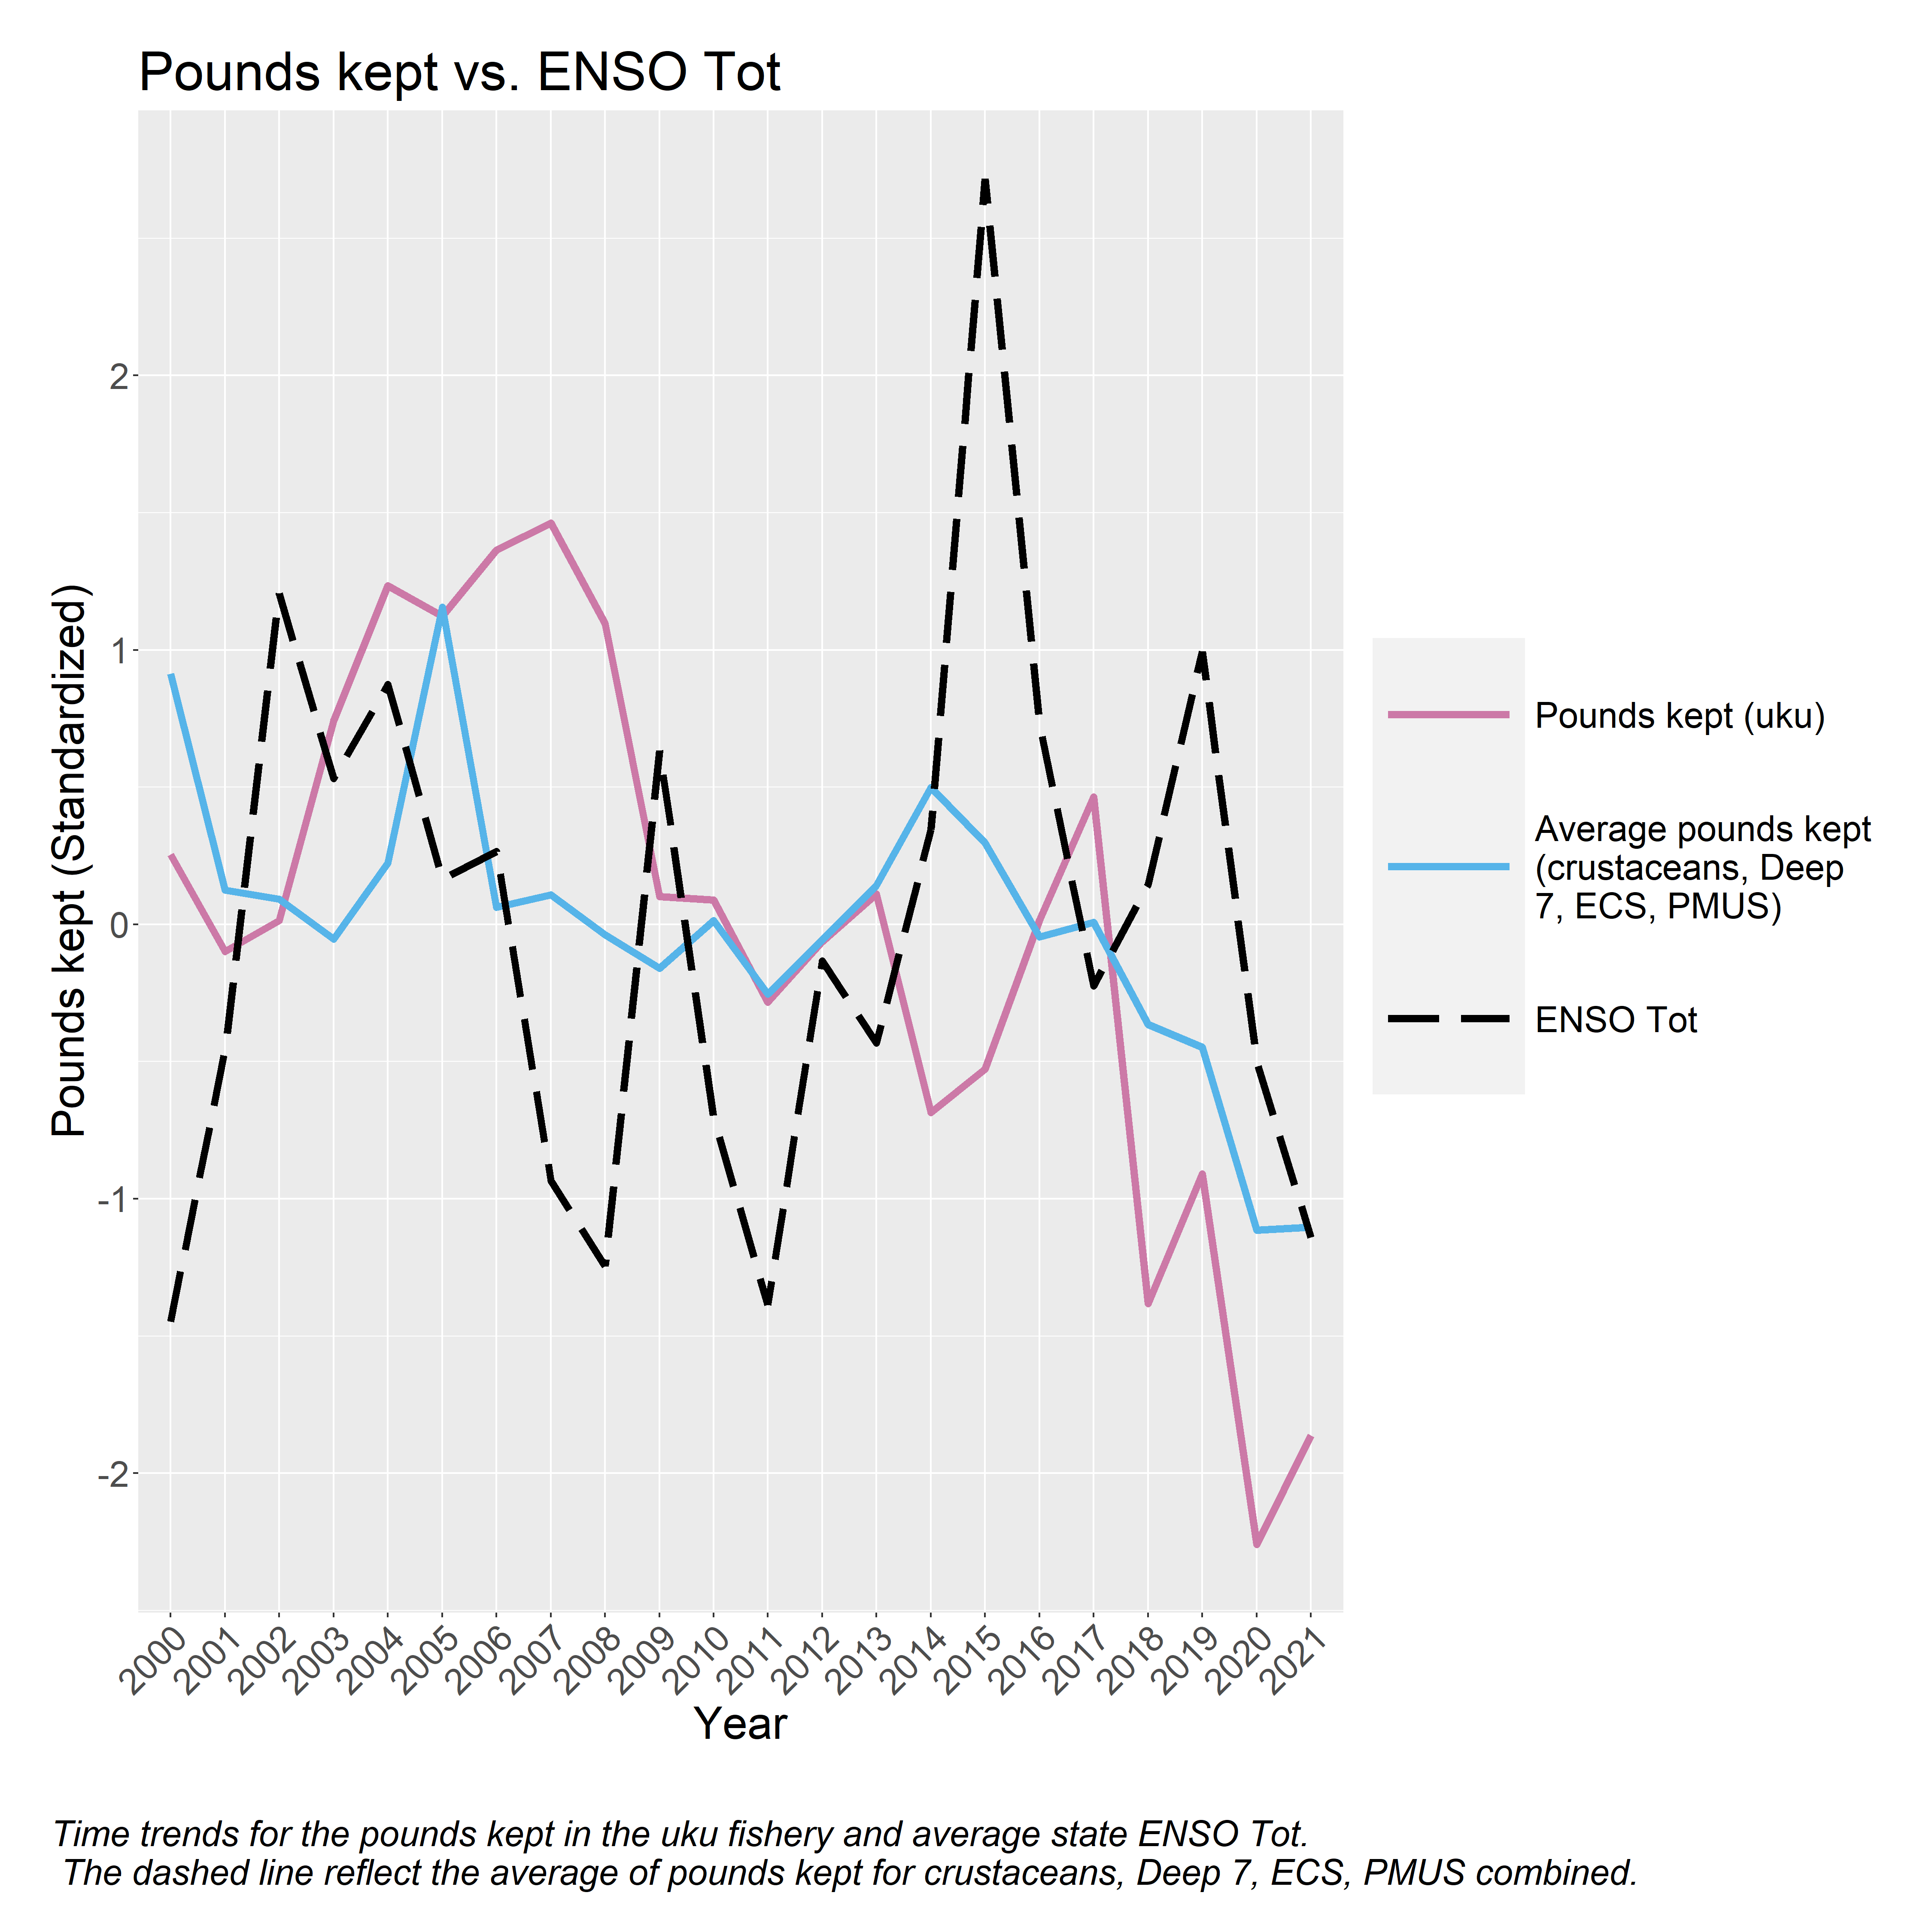 Pounds kept vs. ENSO Tot
Pounds kept (Standardized)
2
1
0
-1
-2
2000
2001
2002
2003
2004
2005
2006
2007
2008
2009
2010
2011
2012
2013
2014
2015
2016
2017
2018
2019
2020
2021
Year
Pounds kept (uku)
Average pounds kept
(crustaceans, Deep
7, ECS, PMUS)
ENSO Tot
Time trends for the pounds kept in the uku fishery and average state ENSO Tot.
The dashed line reflect the average of pounds kept for crustaceans, Deep 7, ECS, PMUS combined.